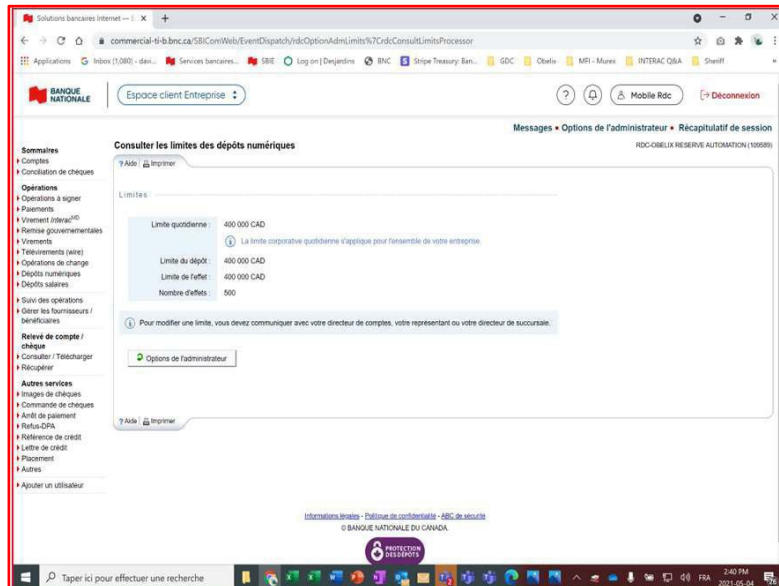 Solutions bancaires Internet — S
commercial-ti-b.bnc.ca/SBIComWeb/EventDispatch/rdcOptionAdmLimits%7CrdcConsultLimitsProcessor
Applications
Inbox (1,080) - davi...
Services bancaires...
SBIE
Log on | Desjardins
BNC
Stripe Treasury: Ban...
GDC
Obelix
MFI - Murex
INTERAC Q&A
Sheriff
BANQUE
NATIONALE
Espace client Entreprise
Mobile Rdc
Déconnexion
Messages • Options de l'administrateur • Récapitulatif de session
RDC-OBELIX RESERVE AUTOMATION (109589)
Sommaires
Comptes
Conciliation de chèques
Opérations
Opérations à signer
Paiements
Virement Interac MD
Remise gouvernementales
Virements
Télévirements (wire)
Opérations de change
Dépôts numériques
Dépôts salaires
Suivi des opérations
Gérer les fournisseurs /
bénéficiaires
Relevé de compte /
chèque
Consulter / Télécharger
Récupérer
Autres services
Images de chèques
Commande de chèques
Arrêt de paiement
Refus-DPA
Référence de crédit
Lettre de crédit
Placement
Autres
Ajouter un utilisateur
Consulter les limites des dépôts numériques
? Aide Imprimer
Limites
Limite quotidienne : 400 000 CAD
La limite corporative quotidienne s'applique pour l'ensemble de votre entreprise.
Limite du dépôt : 400 000 CAD
Limite de l'effet : 400 000 CAD
Nombre d'effets : 500
Pour modifier une limite, vous devez communiquer avec votre directeur de comptes, votre représentant ou votre directeur de succursale.
Options de l'administrateur
? Aide Imprimer
Informations légales - Politique de confidentialité - ABC de sécurité
© BANQUE NATIONALE DU CANADA.
PROTECTION
DES DÉPÔTS
Taper ici pour effectuer une recherche
FRA
2:40 PM
2021-05-04
26